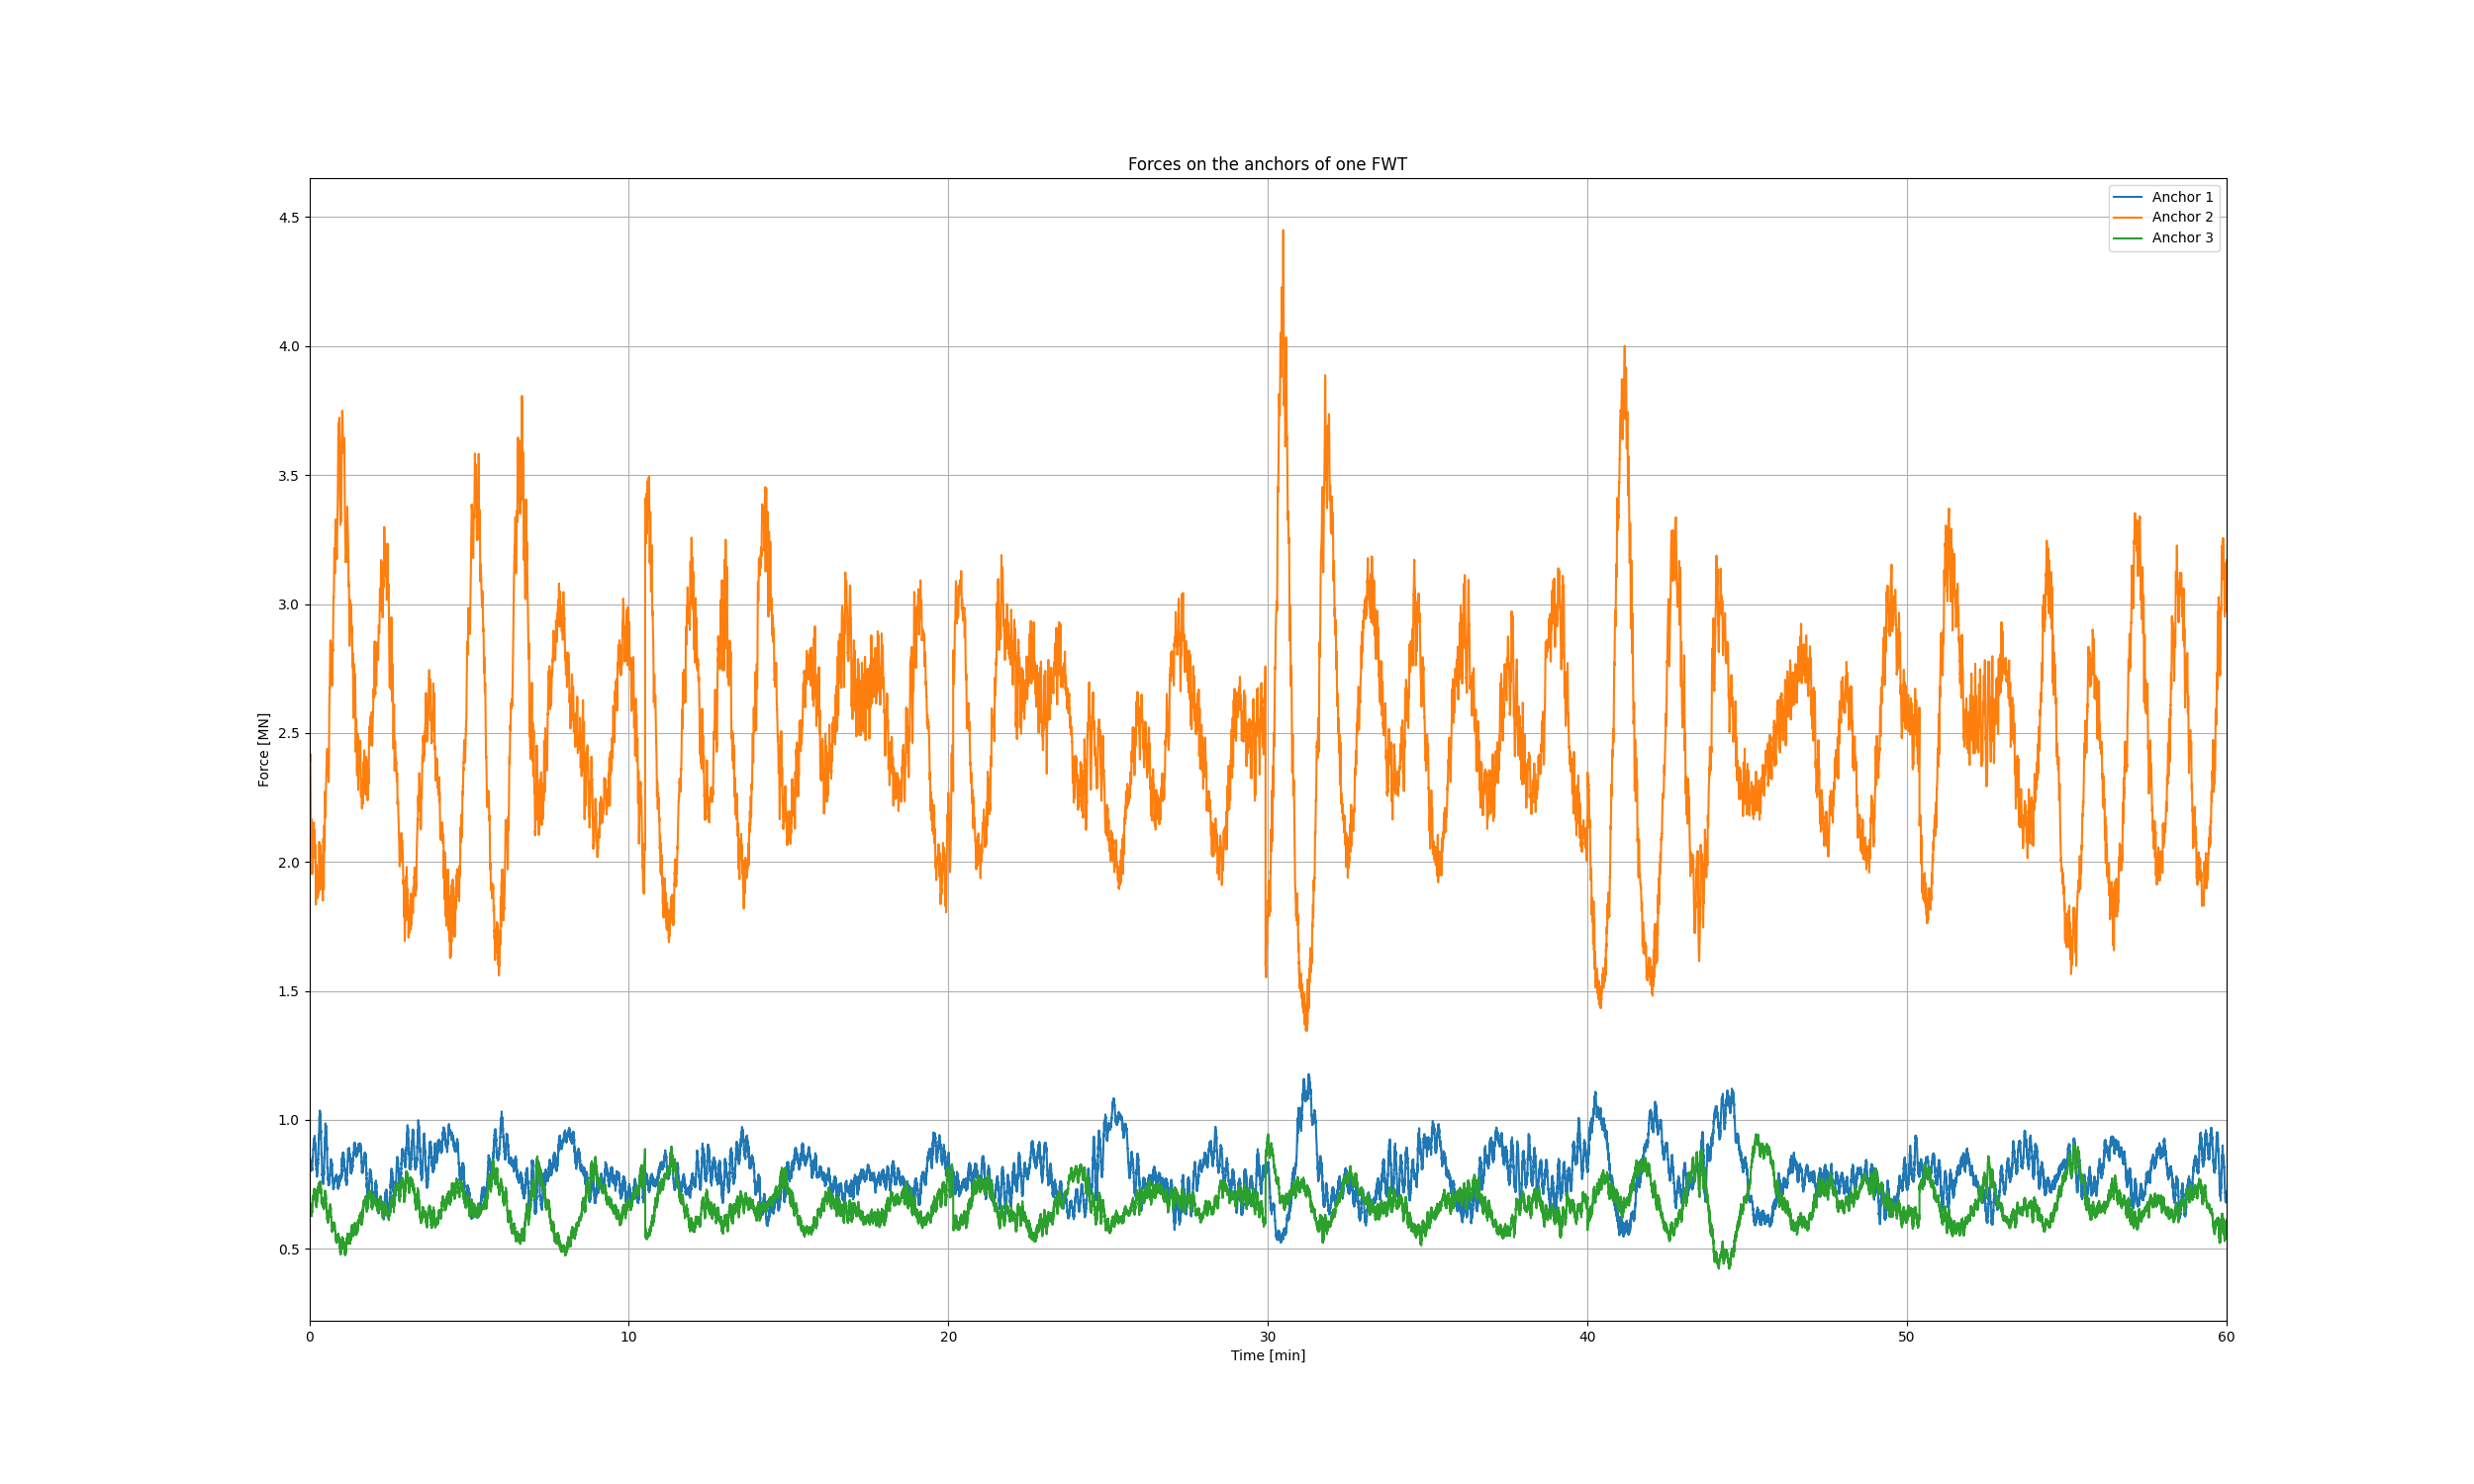 Forces on the anchors of one FWT
Anchor 1
Anchor 2
Anchor 3
Force [MN]
4.5
4.0
3.5
3.0
2.5
2.0
1.5
1.0
0.5
0 10 20 30 40 50 60
Time [min]